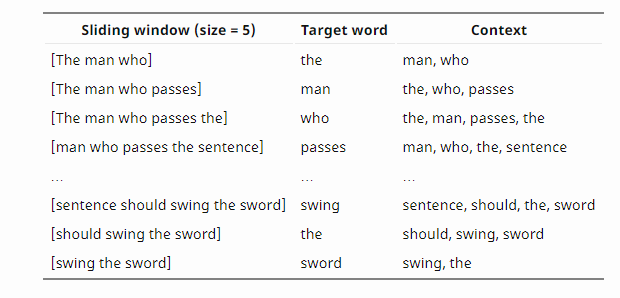 Sliding window (size = 5) Target word Context
[The man who] the man, who
[The man who passes] man the, who, passes
[The man who passes the] who the, man, passes, the
[man who passes the sentence] passes man, who, the, sentence
... ... ...
[sentence should swing the sword] swing sentence, should, the, sword
[should swing the sword] the should, swing, sword
[swing the sword] sword swing, the